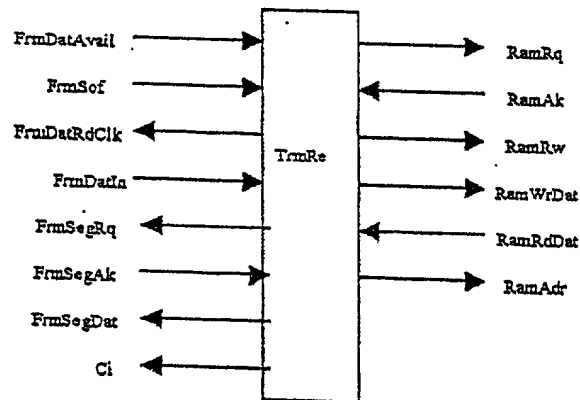 FrmDatAvail
FrmSof
FrmDatRdClk
FrmDatIn
FrmSegRq
FrmSegAk
FrmSegDat
Ci
TrmRe
RamRq
RamAk
RamRw
RamWrDat
RamRdDat
RamAdr